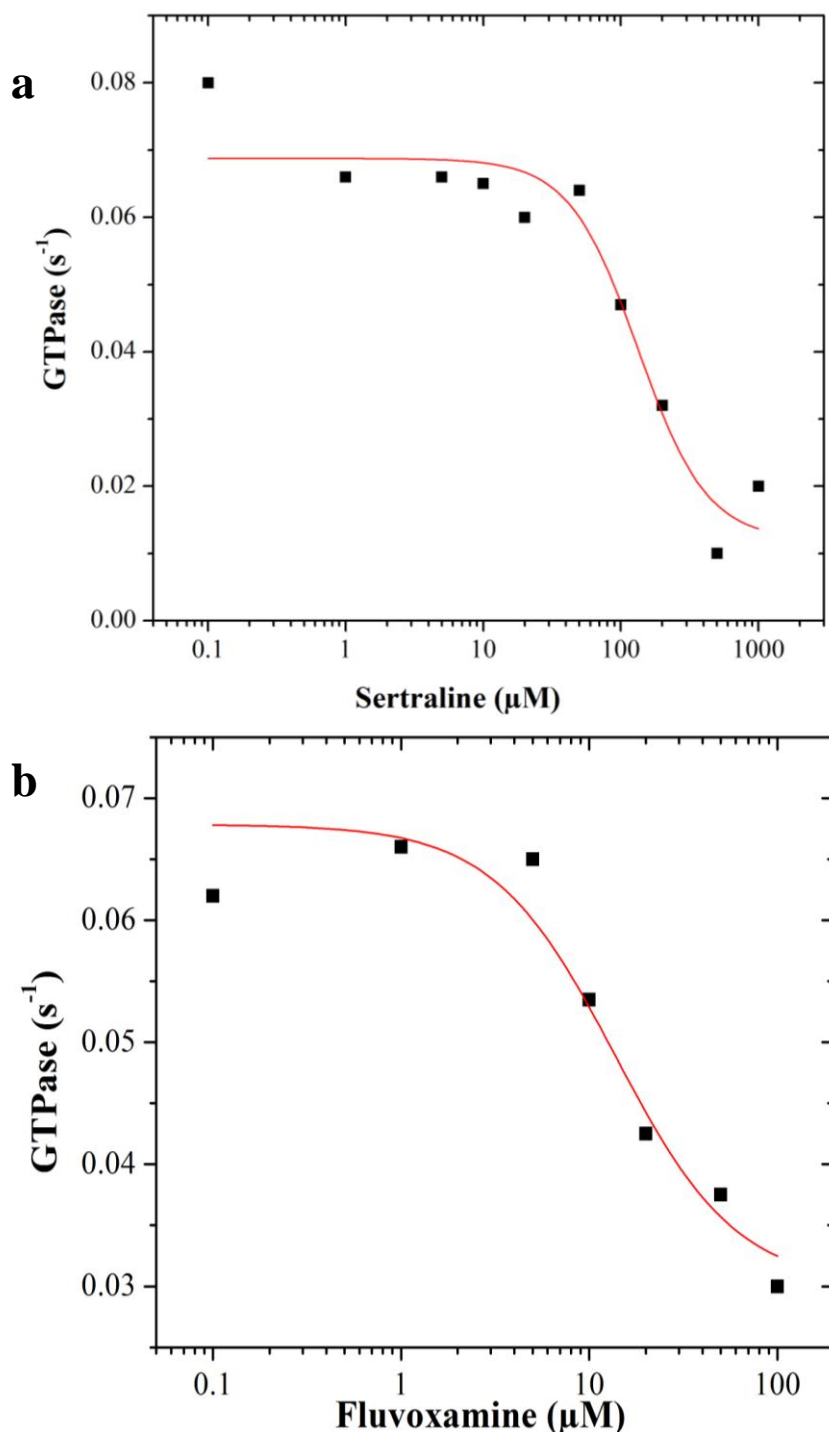 a
0.08
0.06
0.04
0.02
0.00
GTPase (s⁻¹)
0.1 1 10 100 1000
Sertraline (µM)
b
0.07
0.06
0.05
0.04
0.03
GTPase (s⁻¹)
0.1 1 10 100
Fluvoxamine (µM)